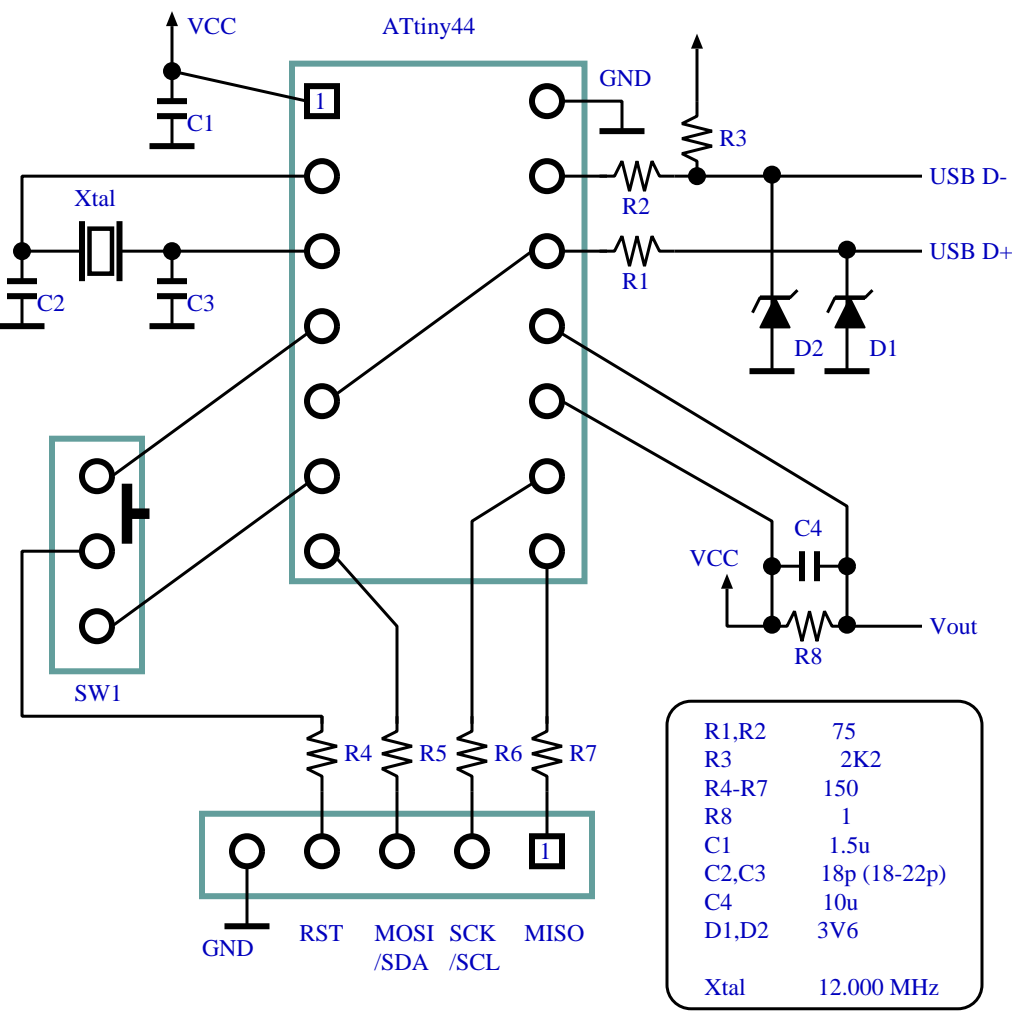 VCC
ATtiny44
GND
1
C1
R3
Xtal
R2
USB D-
R1
USB D+
C2
C3
D2
D1
C4
VCC
Vout
R8
SW1
R4
R5
R6
R7
1
GND
RST
MOSI
/SDA
SCK
/SCL
MISO
R1,R2 75
R3 2K2
R4-R7 150
R8 1
C1 1.5u
C2,C3 18p (18-22p)
C4 10u
D1,D2 3V6
Xtal 12.000 MHz